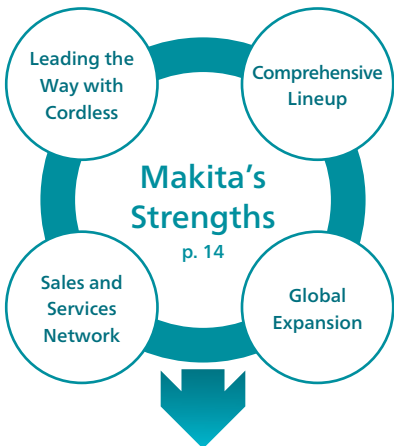 Leading the
Way with
Cordless
Comprehensive
Lineup
Makita's
Strengths
p. 14
Sales and
Services
Network
Global
Expansion